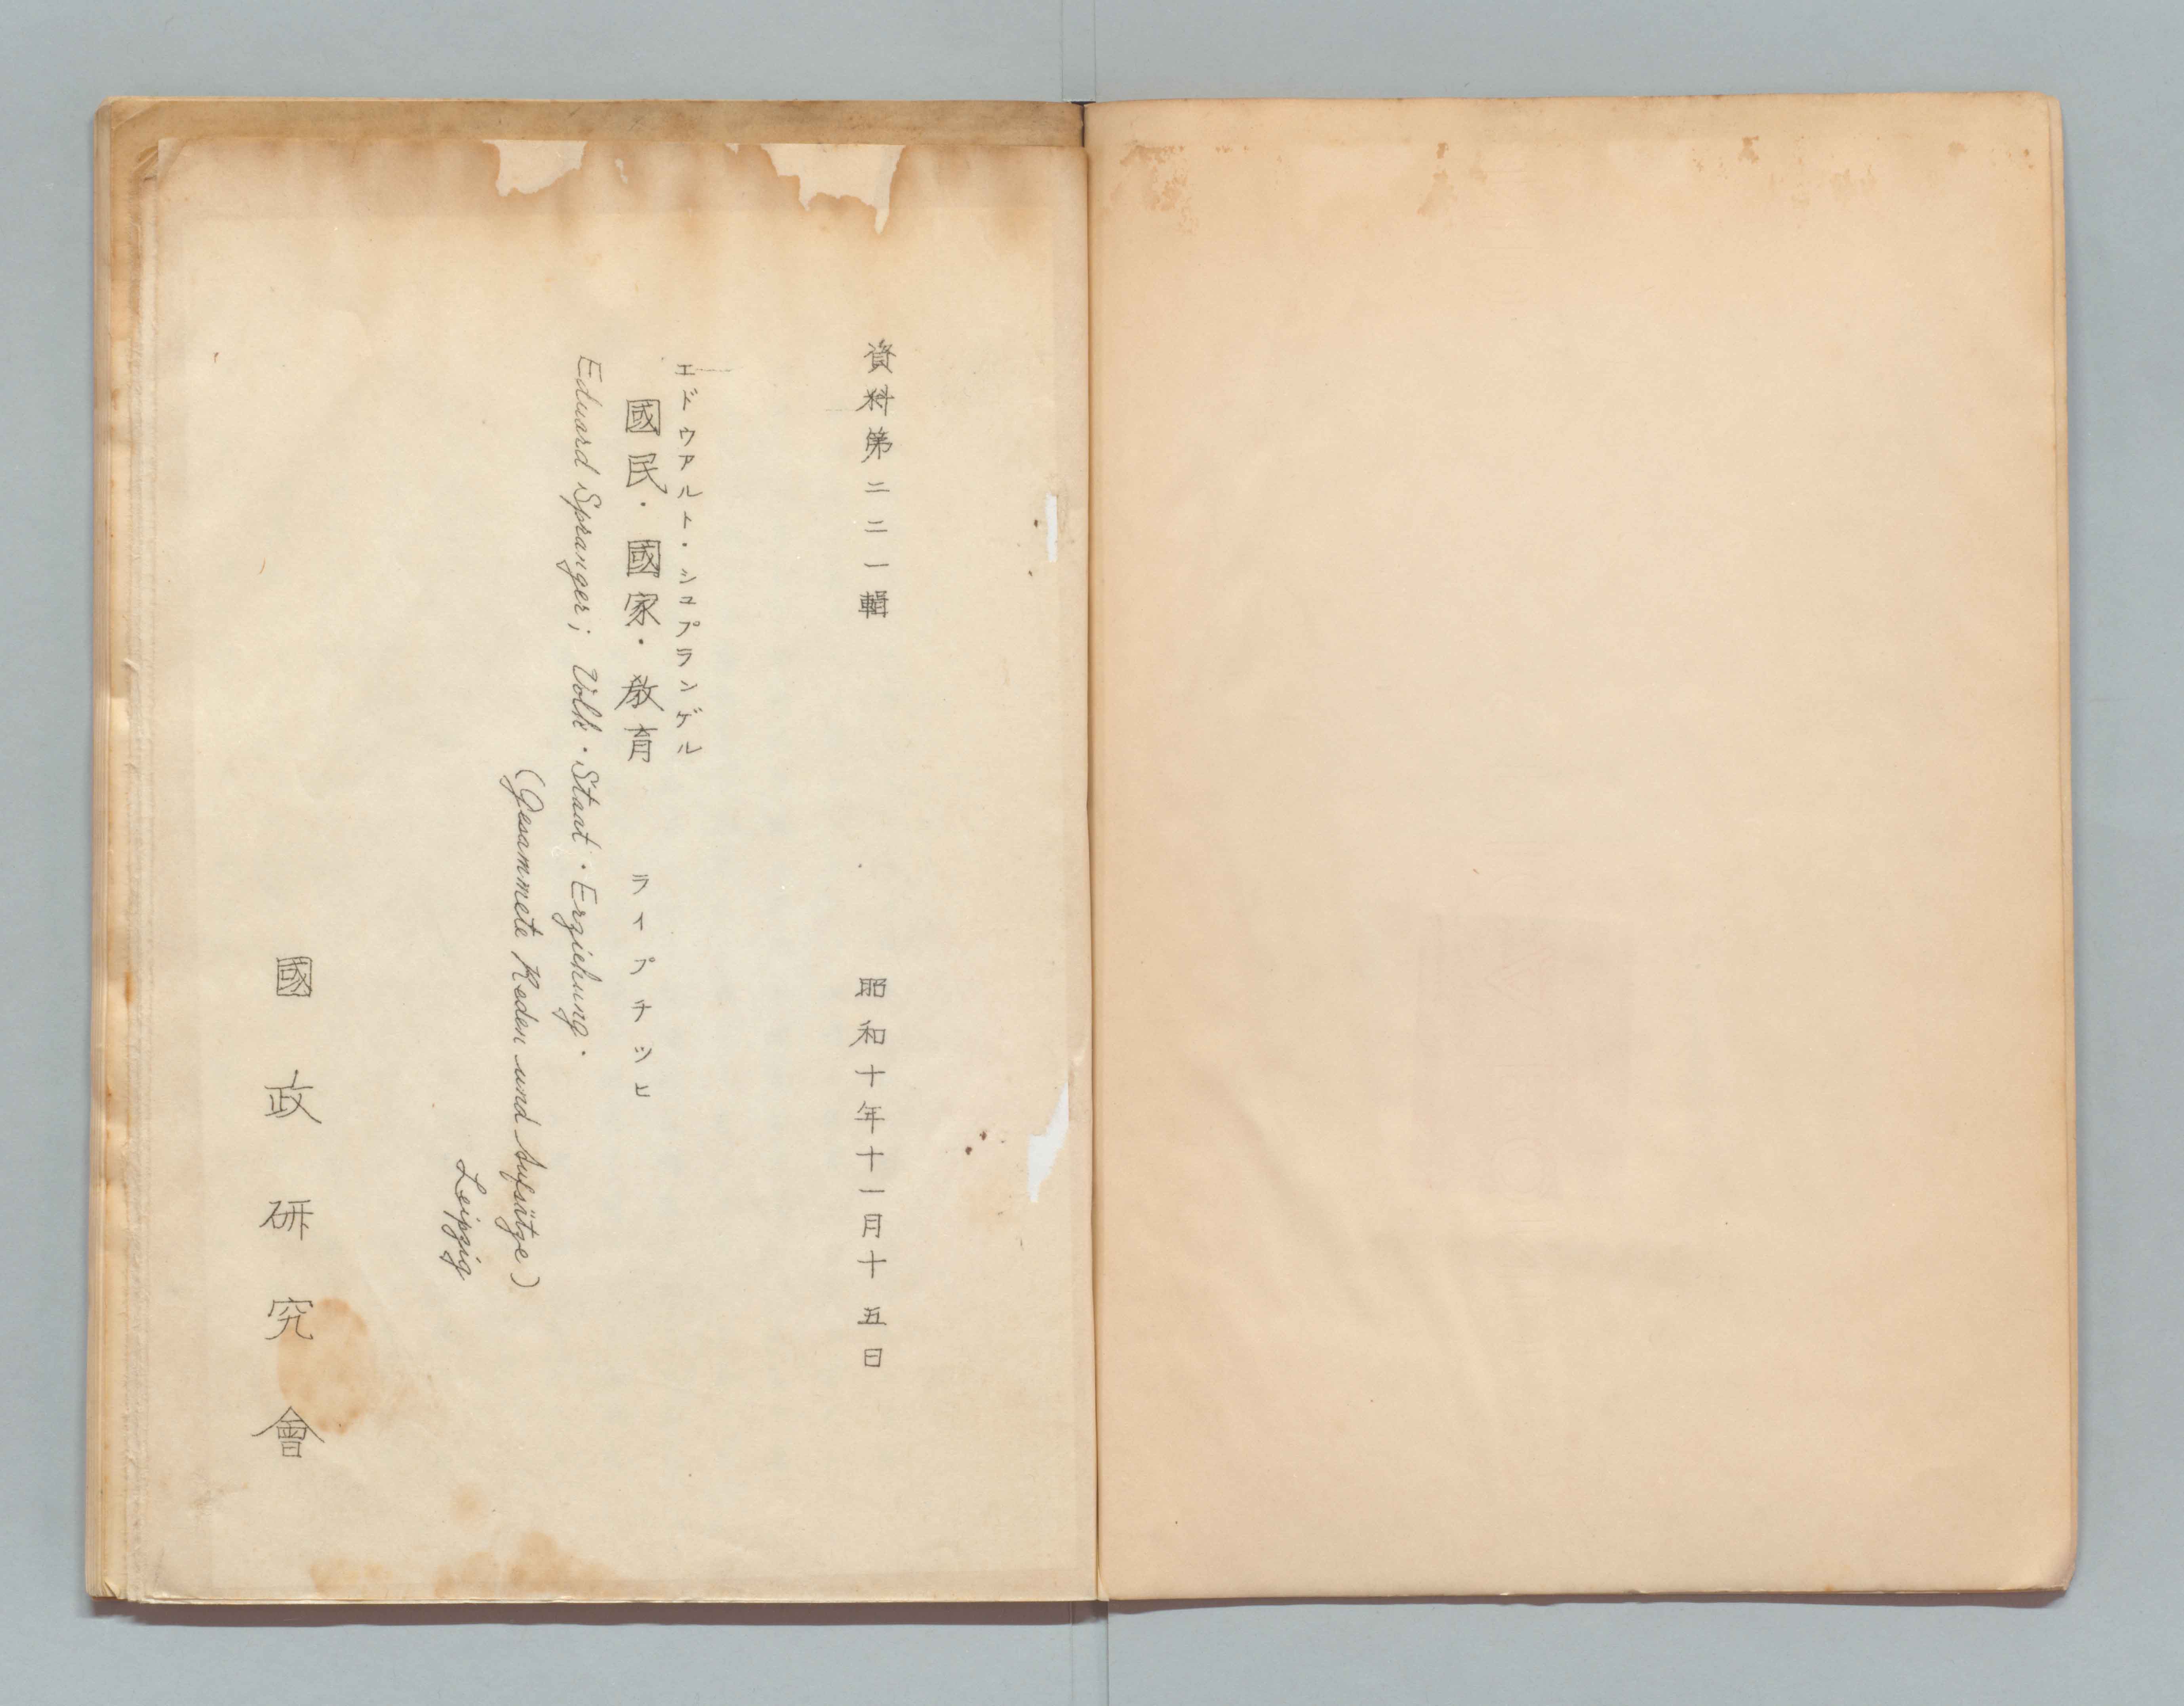 資料第二二一輯　昭和十年十一月十五日
エドウアルト・シュプランゲル
國民・國家・教育　ライプチツヒ
Eduard Spranger; Volk・Staat・Erziehung.
(Gesammete Reden und Aufsätze)
Leipzig
國政研究會